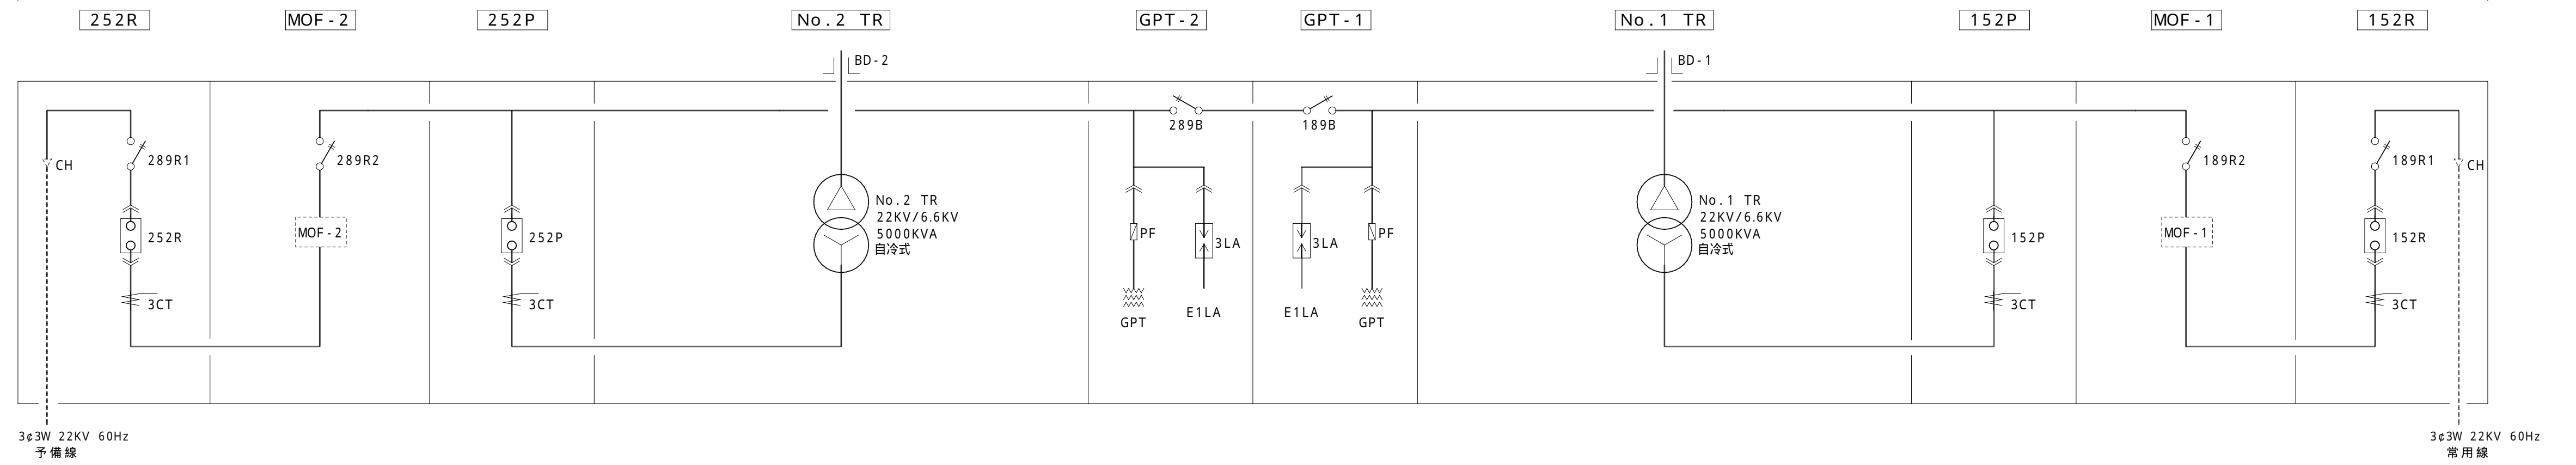 252R
MOF-2
252P
No.2 TR
GPT-2
GPT-1
No.1 TR
152P
MOF-1
152R
BD-2
BD-1
289B
189B
CH
289R1
289R2
189R2
189R1
CH
No.2 TR
22KV/6.6KV
5000KVA
自冷式
No.1 TR
22KV/6.6KV
5000KVA
自冷式
252R
MOF-2
252P
PF
3LA
3LA
PF
152P
MOF-1
152R
3CT
3CT
3CT
3CT
GPT
E1LA
E1LA
GPT
3¢3W 22KV 60Hz
予備線
3¢3W 22KV 60Hz
常用線